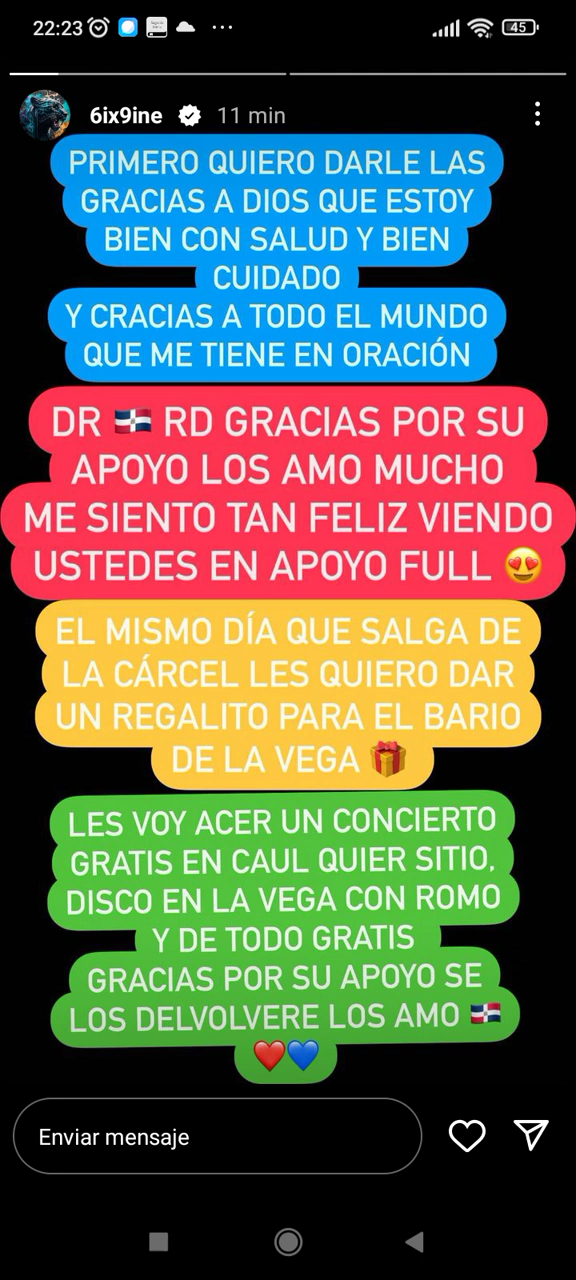 22:23
45
6ix9ine 11 min
PRIMERO QUIERO DARLE LAS
GRACIAS A DIOS QUE ESTOY
BIEN CON SALUD Y BIEN
CUIDADO
Y CRACIAS A TODO EL MUNDO
QUE ME TIENE EN ORACIÓN
DR 🇩🇴 RD GRACIAS POR SU
APOYO LOS AMO MUCHO
ME SIENTO TAN FELIZ VIENDO
USTEDES EN APOYO FULL 😍
EL MISMO DÍA QUE SALGA DE
LA CÁRCEL LES QUIERO DAR
UN REGALITO PARA EL BARIO
DE LA VEGA 🎁
LES VOY ACER UN CONCIERTO
GRATIS EN CAUL QUIER SITIO,
DISCO EN LA VEGA CON ROMO
Y DE TODO GRATIS
GRACIAS POR SU APOYO SE
LOS DELVOLVERE LOS AMO 🇩🇴
❤️💙
Enviar mensaje